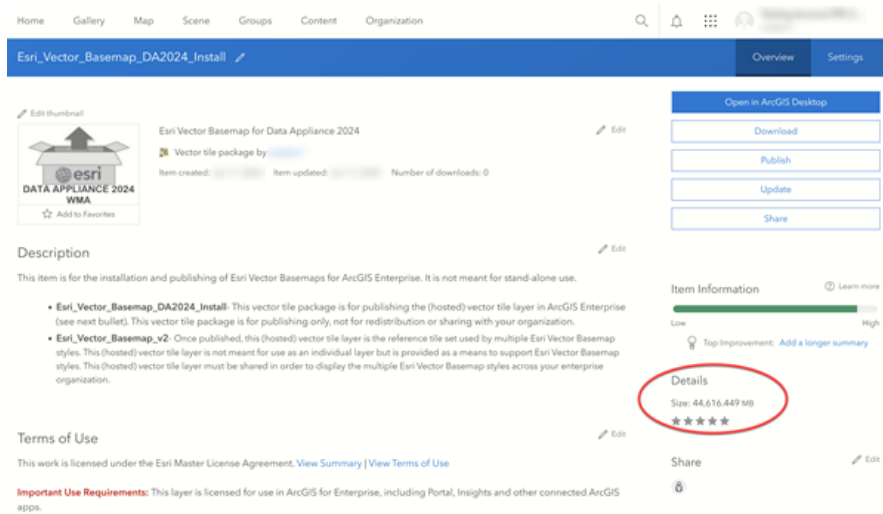 Home Gallery Map Scene Groups Content Organization
Esri_Vector_Basemap_DA2024_Install Overview Settings
Edit thumbnail
esri
DATA APPLIANCE 2024
WMA
Add to Favorites
Esri Vector Basemap for Data Appliance 2024 Edit
Vector tile package by
Item created: Item updated: Number of downloads: 0
Open in ArcGIS Desktop
Download
Publish
Update
Share
Description Edit
This item is for the installation and publishing of Esri Vector Basemaps for ArcGIS Enterprise. It is not meant for stand-alone use.
• Esri_Vector_Basemap_DA2024_Install- This vector tile package is for publishing the (hosted) vector tile layer in ArcGIS Enterprise
(see next bullet). This vector tile package is for publishing only, not for redistribution or sharing with your organization.
• Esri_Vector_Basemap_v2- Once published, this (hosted) vector tile layer is the reference tile set used by multiple Esri Vector Basemap
styles. This (hosted) vector tile layer is not meant for use as an individual layer but is provided as a means to support Esri Vector Basemap
styles. This (hosted) vector tile layer must be shared in order to display the multiple Esri Vector Basemap styles across your enterprise
organization.
Item Information Learn more
Low High
Top Improvement: Add a longer summary
Details
Size: 44,616.449 MB
Terms of Use Edit
This work is licensed under the Esri Master License Agreement. View Summary | View Terms of Use
Important Use Requirements: This layer is licensed for use in ArcGIS for Enterprise, including Portal, Insights and other connected ArcGIS
apps.
Share Edit